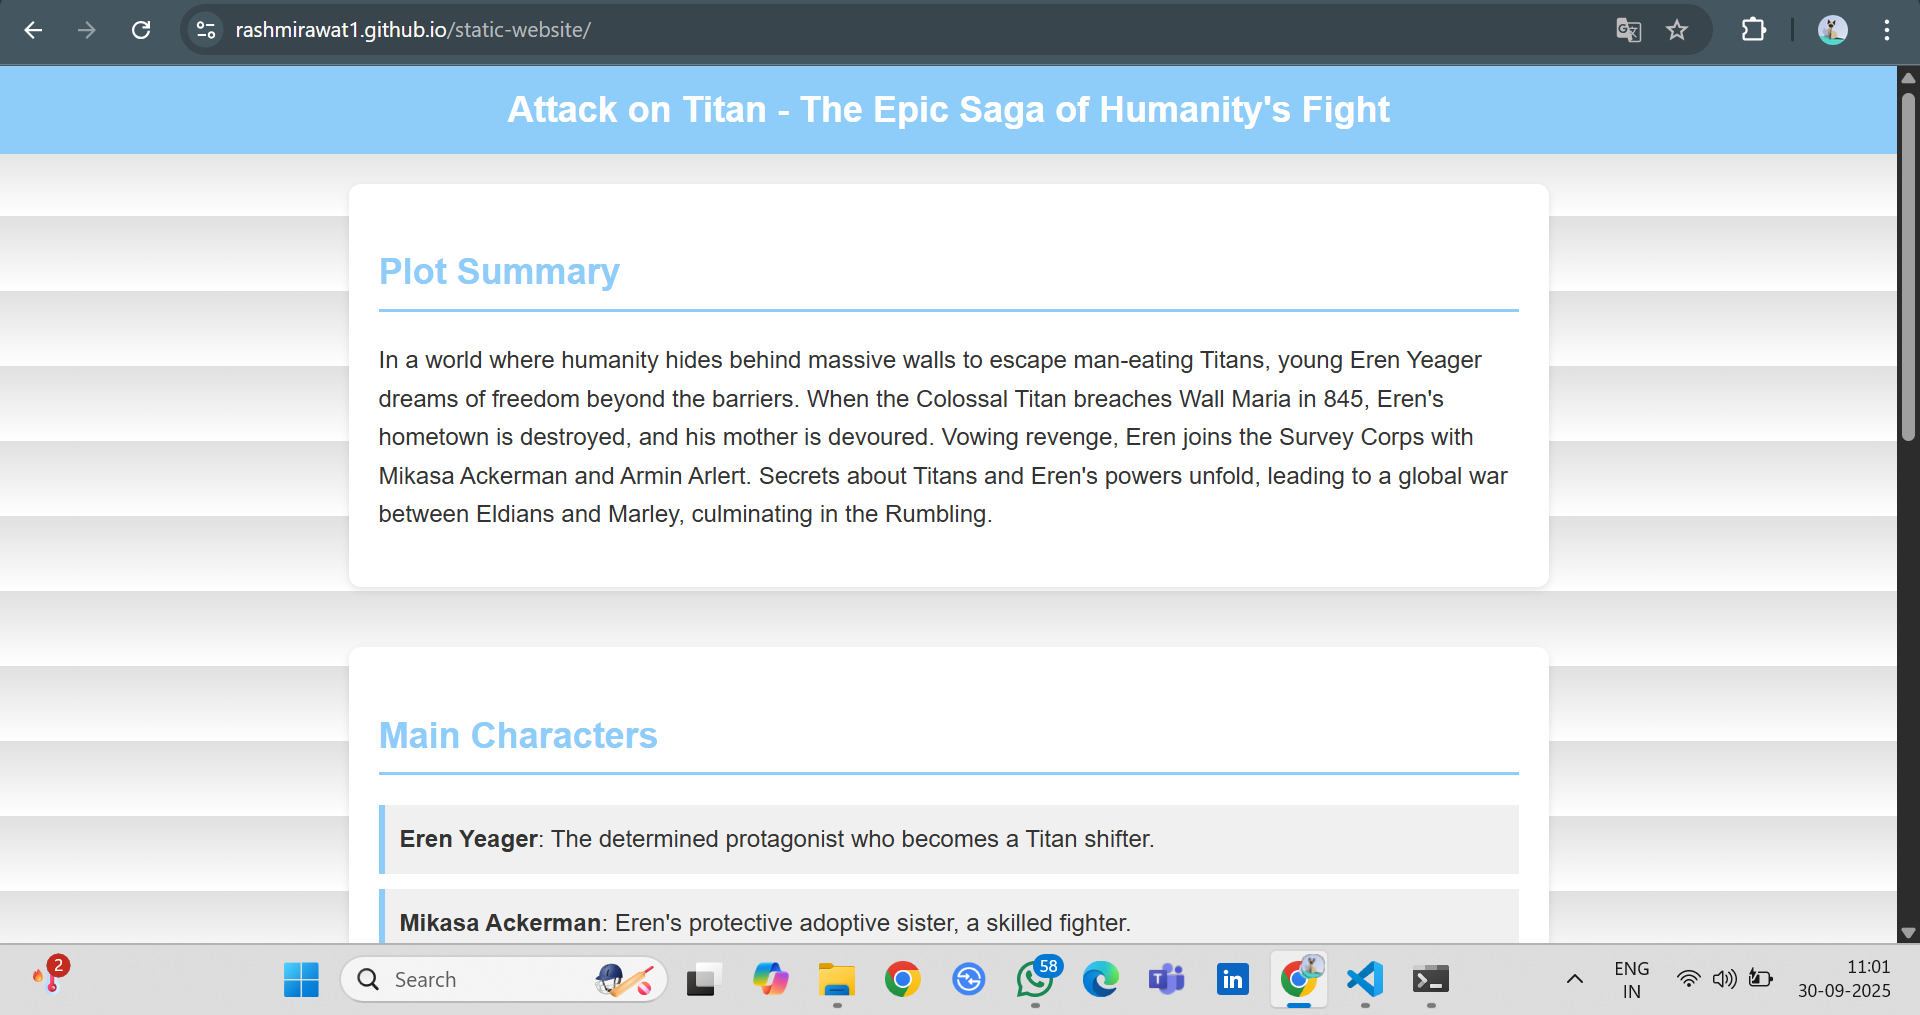 rashmirawat1.github.io/static-website/
Attack on Titan - The Epic Saga of Humanity's Fight
Plot Summary
In a world where humanity hides behind massive walls to escape man-eating Titans, young Eren Yeager
dreams of freedom beyond the barriers. When the Colossal Titan breaches Wall Maria in 845, Eren's
hometown is destroyed, and his mother is devoured. Vowing revenge, Eren joins the Survey Corps with
Mikasa Ackerman and Armin Arlert. Secrets about Titans and Eren's powers unfold, leading to a global war
between Eldians and Marley, culminating in the Rumbling.
Main Characters
Eren Yeager: The determined protagonist who becomes a Titan shifter.
Mikasa Ackerman: Eren's protective adoptive sister, a skilled fighter.
2
Search
58
in
ENG
IN
11:01
30-09-2025